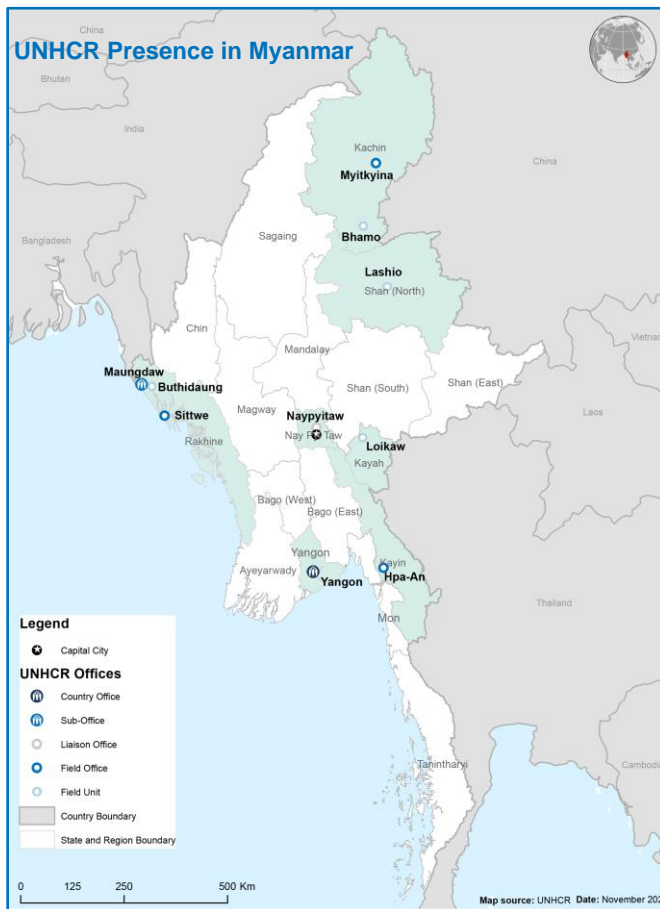 China
UNHCR Presence in Myanmar
Bhutan
India
China
Kachin
Myitkyina
Bangladesh
Sagaing
Bhamo
Lashio
Shan (North)
Chin
Vietnam
Mandalay
Maungdaw
Buthidaung
Shan (South)
Shan (East)
Magway
Sittwe
Naypyitaw
Laos
Rakhine
Loikaw
Kayah
Bago (West)
Bago (East)
Yangon
Ayeyarwady
Yangon
Kayin
Hpa-An
Thailand
Mon
Legend
Capital City
UNHCR Offices
Country Office
Sub-Office
Liaison Office
Field Office
Field Unit
Country Boundary
State and Region Boundary
Tanintharyi
Cambodia
0 125 250 500 Km
Map source: UNHCR Date: November